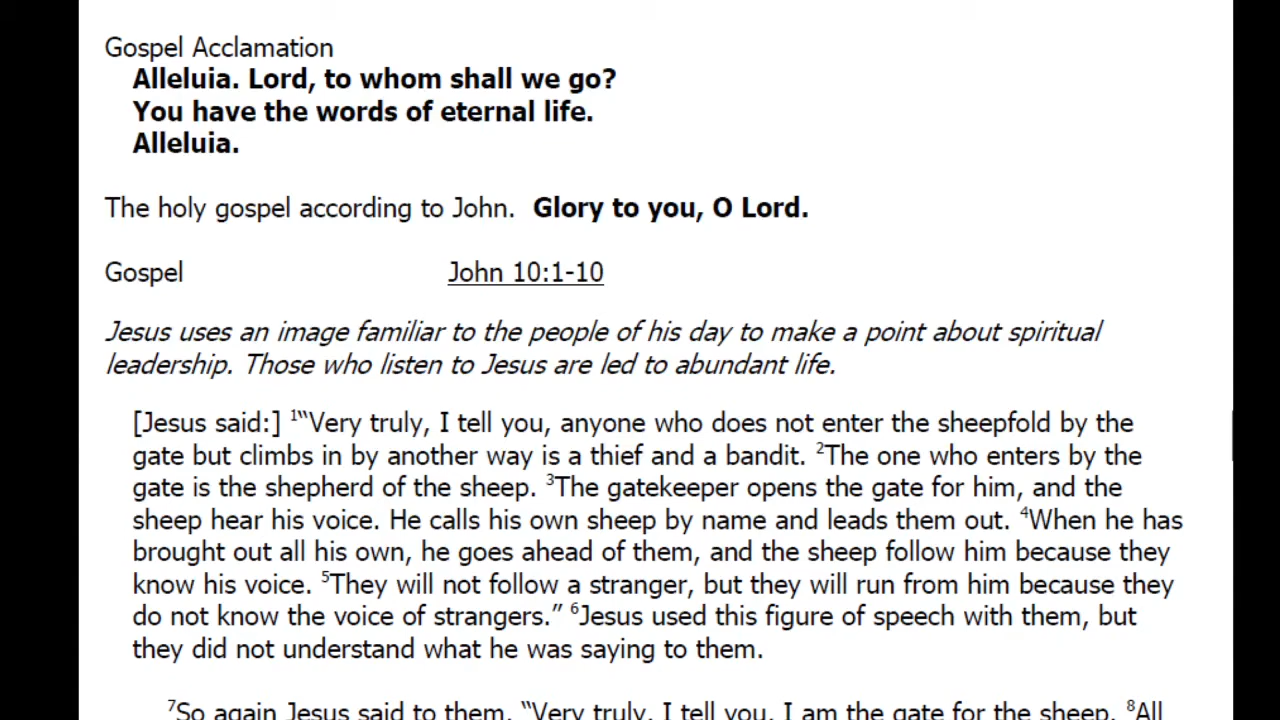 Gospel Acclamation
Alleluia. Lord, to whom shall we go?
You have the words of eternal life.
Alleluia.
The holy gospel according to John. Glory to you, O Lord.
Gospel John 10:1-10
Jesus uses an image familiar to the people of his day to make a point about spiritual
leadership. Those who listen to Jesus are led to abundant life.
[Jesus said:] ¹“Very truly, I tell you, anyone who does not enter the sheepfold by the
gate but climbs in by another way is a thief and a bandit. ²The one who enters by the
gate is the shepherd of the sheep. ³The gatekeeper opens the gate for him, and the
sheep hear his voice. He calls his own sheep by name and leads them out. ⁴When he has
brought out all his own, he goes ahead of them, and the sheep follow him because they
know his voice. ⁵They will not follow a stranger, but they will run from him because they
do not know the voice of strangers.” ⁶Jesus used this figure of speech with them, but
they did not understand what he was saying to them.
⁷So again Jesus said to them, “Very truly, I tell you, I am the gate for the sheep. ⁸All